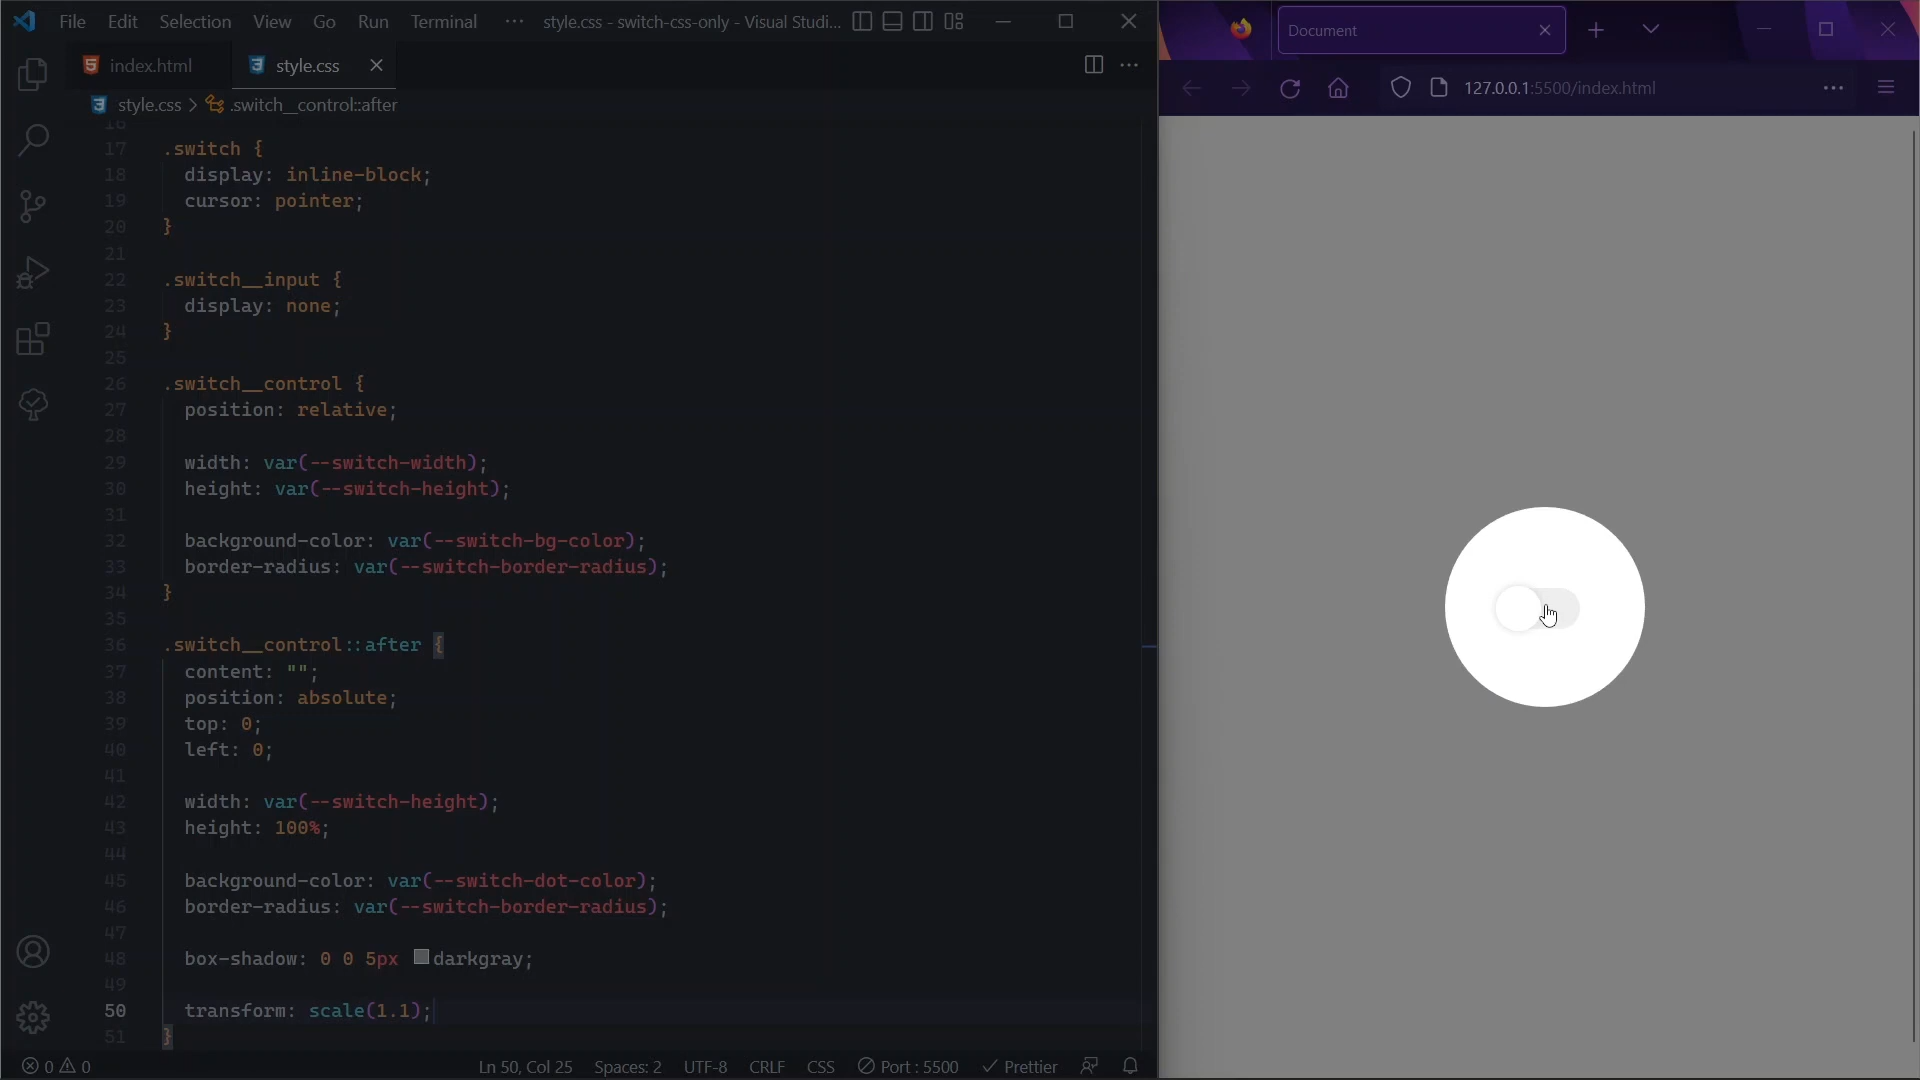 File Edit Selection View Go Run Terminal ··· style.css - switch-css-only - Visual Studi...
index.html style.css
style.css > .switch__control::after
16
17 .switch {
18 display: inline-block;
19 cursor: pointer;
20 }
21
22 .switch__input {
23 display: none;
24 }
25
26 .switch__control {
27 position: relative;
28
29 width: var(--switch-width);
30 height: var(--switch-height);
31
32 background-color: var(--switch-bg-color);
33 border-radius: var(--switch-border-radius);
34 }
35
36 .switch__control::after {
37 content: "";
38 position: absolute;
39 top: 0;
40 left: 0;
41
42 width: var(--switch-height);
43 height: 100%;
44
45 background-color: var(--switch-dot-color);
46 border-radius: var(--switch-border-radius);
47
48 box-shadow: 0 0 5px darkgray;
49
50 transform: scale(1.1);
51 }
0 0 Ln 50, Col 25 Spaces: 2 UTF-8 CRLF CSS Port : 5500 Prettier
Document
127.0.0.1:5500/index.html